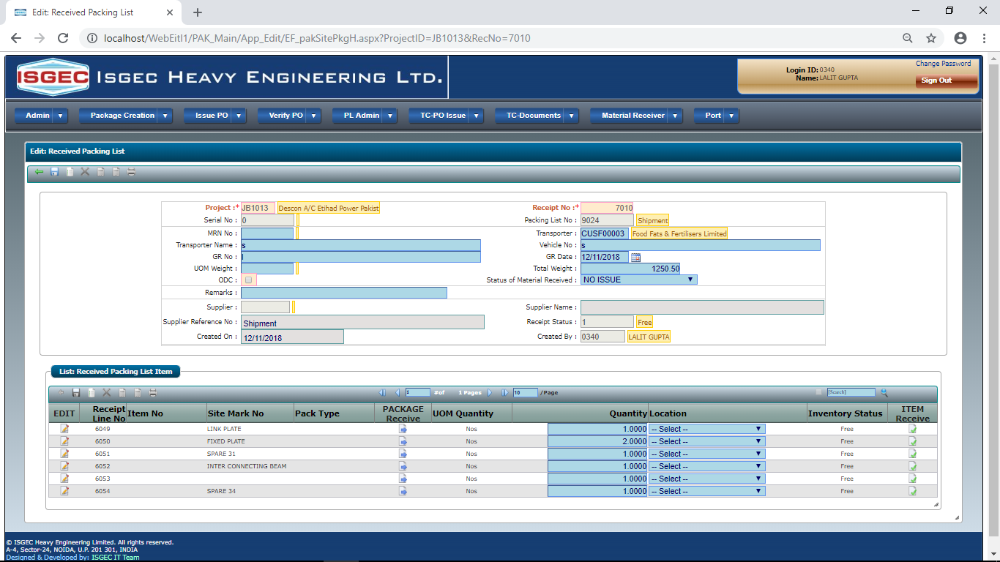 Edit: Received Packing List
localhost/WebEitl1/PAK_Main/App_Edit/EF_pakSitePkgH.aspx?ProjectID=JB1013&RecNo=7010
ISGEC ISGEC HEAVY ENGINEERING LTD.
Change Password
Login ID: 0340
Name: LALIT GUPTA
Sign Out
Admin Package Creation Issue PO Verify PO PL Admin TC-PO Issue TC-Documents Material Receiver Port
Edit: Received Packing List
Project :* JB1013 Descon A/C Etihad Power Pakist Receipt No :* 7010
Serial No : 0 Packing List No : 9024 Shipment
MRN No : Transporter : CUSF00003 Food Fats & Fertilisers Limited
Transporter Name : s Vehicle No : s
GR No : l GR Date : 12/11/2018
UOM Weight : Total Weight : 1250.50
ODC : Status of Material Received : NO ISSUE
Remarks :
Supplier : Supplier Name :
Supplier Reference No : Shipment Receipt Status : 1 Free
Created On : 12/11/2018 Created By : 0340 LALIT GUPTA
List: Received Packing List Item
1 #of 1 Pages 10 /Page [Search]
EDIT Receipt Line No Item No Site Mark No Pack Type PACKAGE Receive UOM Quantity Quantity Location Inventory Status ITEM Receive
6049 LINK PLATE Nos 1.0000 -- Select -- Free
6050 FIXED PLATE Nos 2.0000 -- Select -- Free
6051 SPARE 31 Nos 1.0000 -- Select -- Free
6052 INTER CONNECTING BEAM Nos 1.0000 -- Select -- Free
6053 Nos 1.0000 -- Select -- Free
6054 SPARE 34 Nos 1.0000 -- Select -- Free
© ISGEC Heavy Engineering Limited. All rights reserved.
A-4, Sector-24, NOIDA, U.P. 201 301, INDIA
Designed & Developed by: ISGEC IT Team